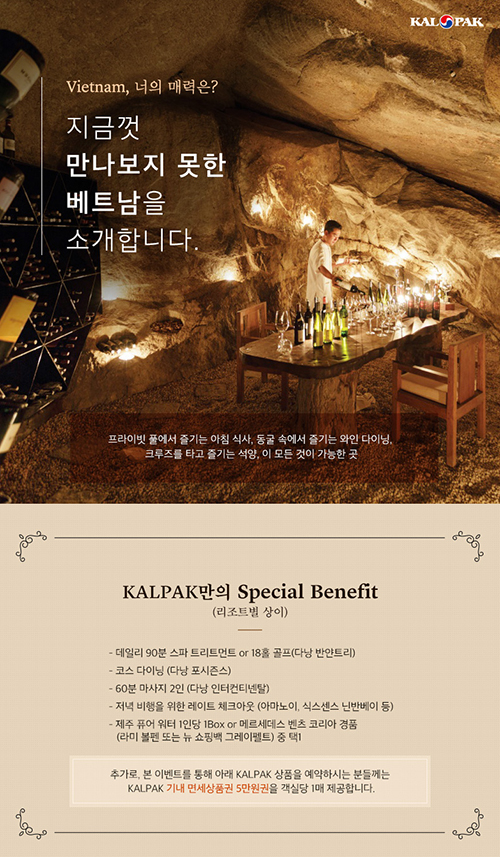 KALPAK
Vietnam, 너의 매력은?
지금껏
만나보지 못한
베트남을
소개합니다.
프라이빗 풀에서 즐기는 아침 식사, 동굴 속에서 즐기는 와인 다이닝,
크루즈를 타고 즐기는 석양, 이 모든 것이 가능한 곳
KALPAK만의 Special Benefit
(리조트별 상이)
- 데일리 90분 스파 트리트먼트 or 18홀 골프(다낭 반얀트리)
- 코스 다이닝 (다낭 포시즌스)
- 60분 마사지 2인 (다낭 인터컨티넨탈)
- 저녁 비행을 위한 레이트 체크아웃 (아마노이, 식스센스 닌반베이 등)
- 제주 퓨어 워터 1인당 1Box or 메르세데스 벤츠 코리아 경품
(라미 볼펜 또는 뉴 쇼핑백 그레이펠트) 중 택1
추가로, 본 이벤트를 통해 아래 KALPAK 상품을 예약하시는 분들께는
KALPAK 기내 면세상품권 5만원권을 객실당 1매 제공합니다.